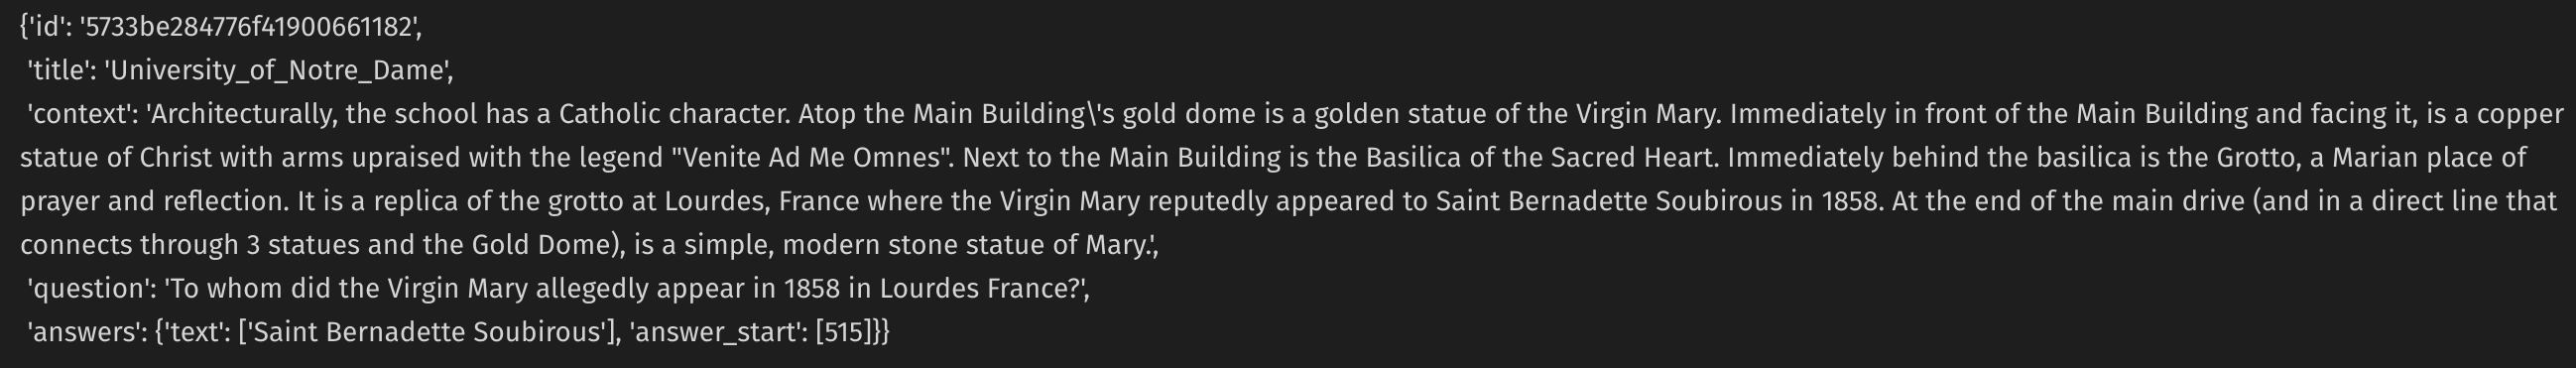 {'id': '5733be284776f41900661182',
'title': 'University_of_Notre_Dame',
'context': 'Architecturally, the school has a Catholic character. Atop the Main Building\'s gold dome is a golden statue of the Virgin Mary. Immediately in front of the Main Building and facing it, is a copper
statue of Christ with arms upraised with the legend "Venite Ad Me Omnes". Next to the Main Building is the Basilica of the Sacred Heart. Immediately behind the basilica is the Grotto, a Marian place of
prayer and reflection. It is a replica of the grotto at Lourdes, France where the Virgin Mary reputedly appeared to Saint Bernadette Soubirous in 1858. At the end of the main drive (and in a direct line that
connects through 3 statues and the Gold Dome), is a simple, modern stone statue of Mary.',
'question': 'To whom did the Virgin Mary allegedly appear in 1858 in Lourdes France?',
'answers': {'text': ['Saint Bernadette Soubirous'], 'answer_start': [515]}}